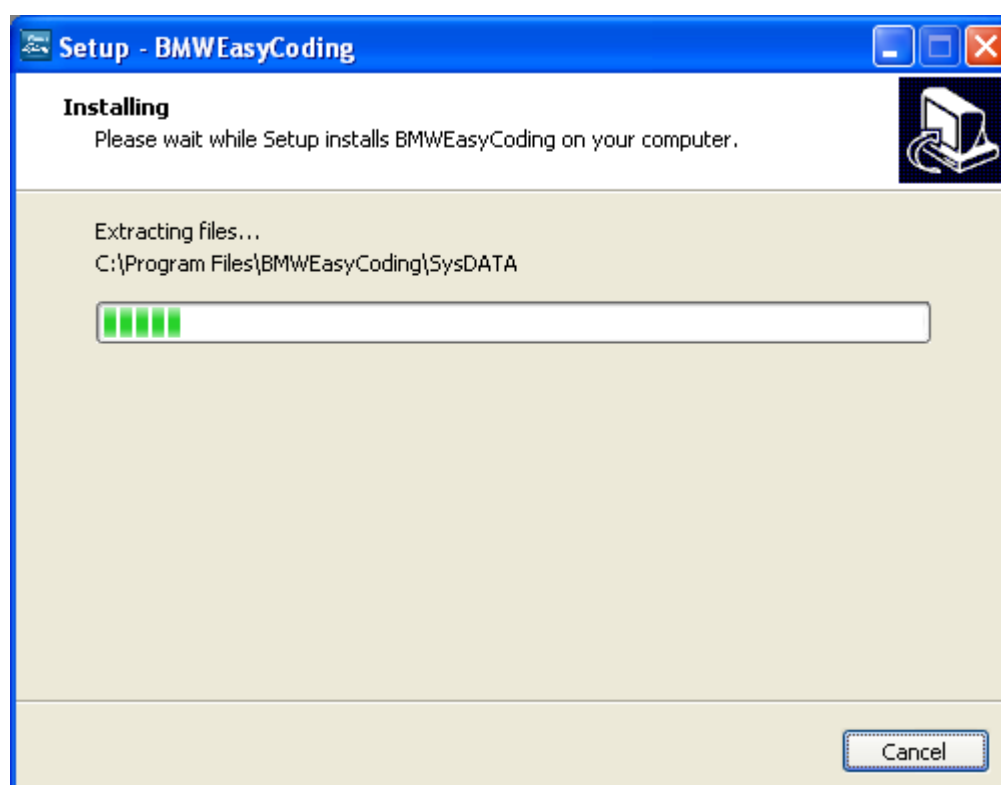 Setup - BMWEasyCoding
Installing
Please wait while Setup installs BMWEasyCoding on your computer.
Extracting files...
C:\Program Files\BMWEasyCoding\SysDATA
Cancel